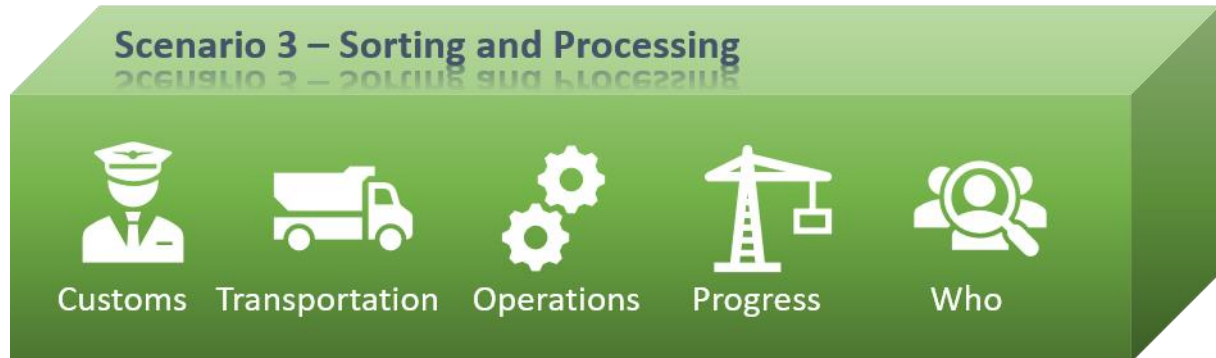 Scenario 3 – Sorting and Processing
Customs Transportation Operations Progress Who